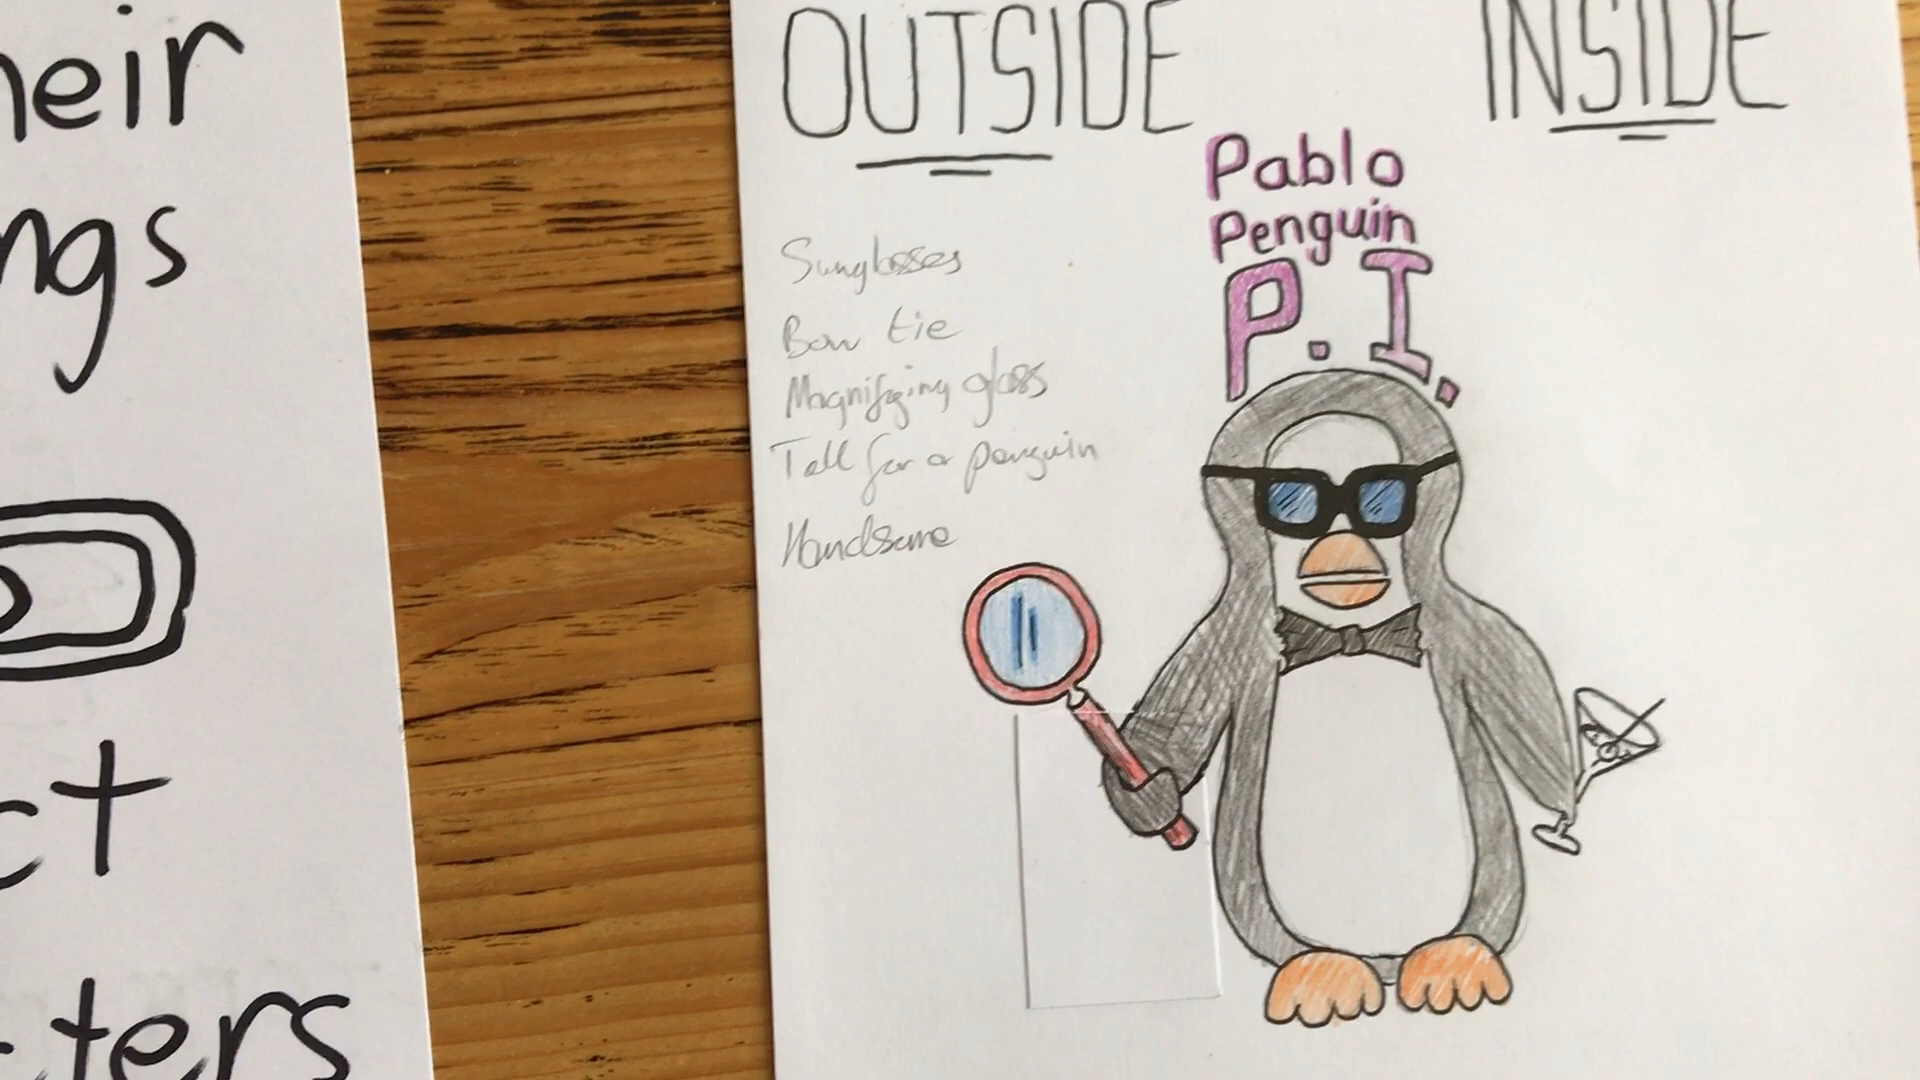 heir
ngs
ct
ters
OUTSIDE
INSIDE
Pablo
Penguin
P.I.
Sunglasses
Bow tie
Magnifying glass
Tall for a penguin
Handsome